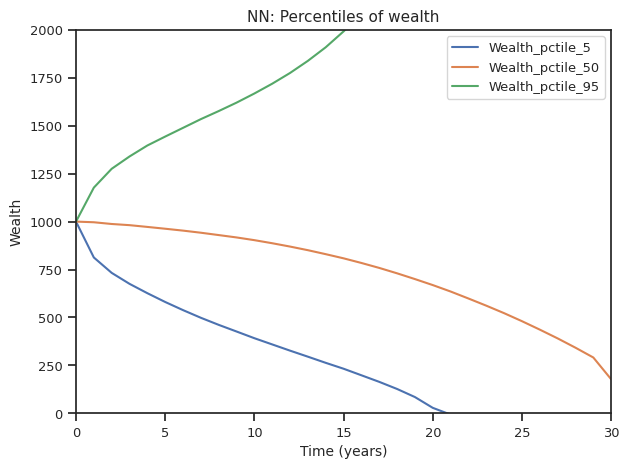 NN: Percentiles of wealth
Wealth_pctile_5
Wealth_pctile_50
Wealth_pctile_95
Wealth
2000
1750
1500
1250
1000
750
500
250
0
0 5 10 15 20 25 30
Time (years)